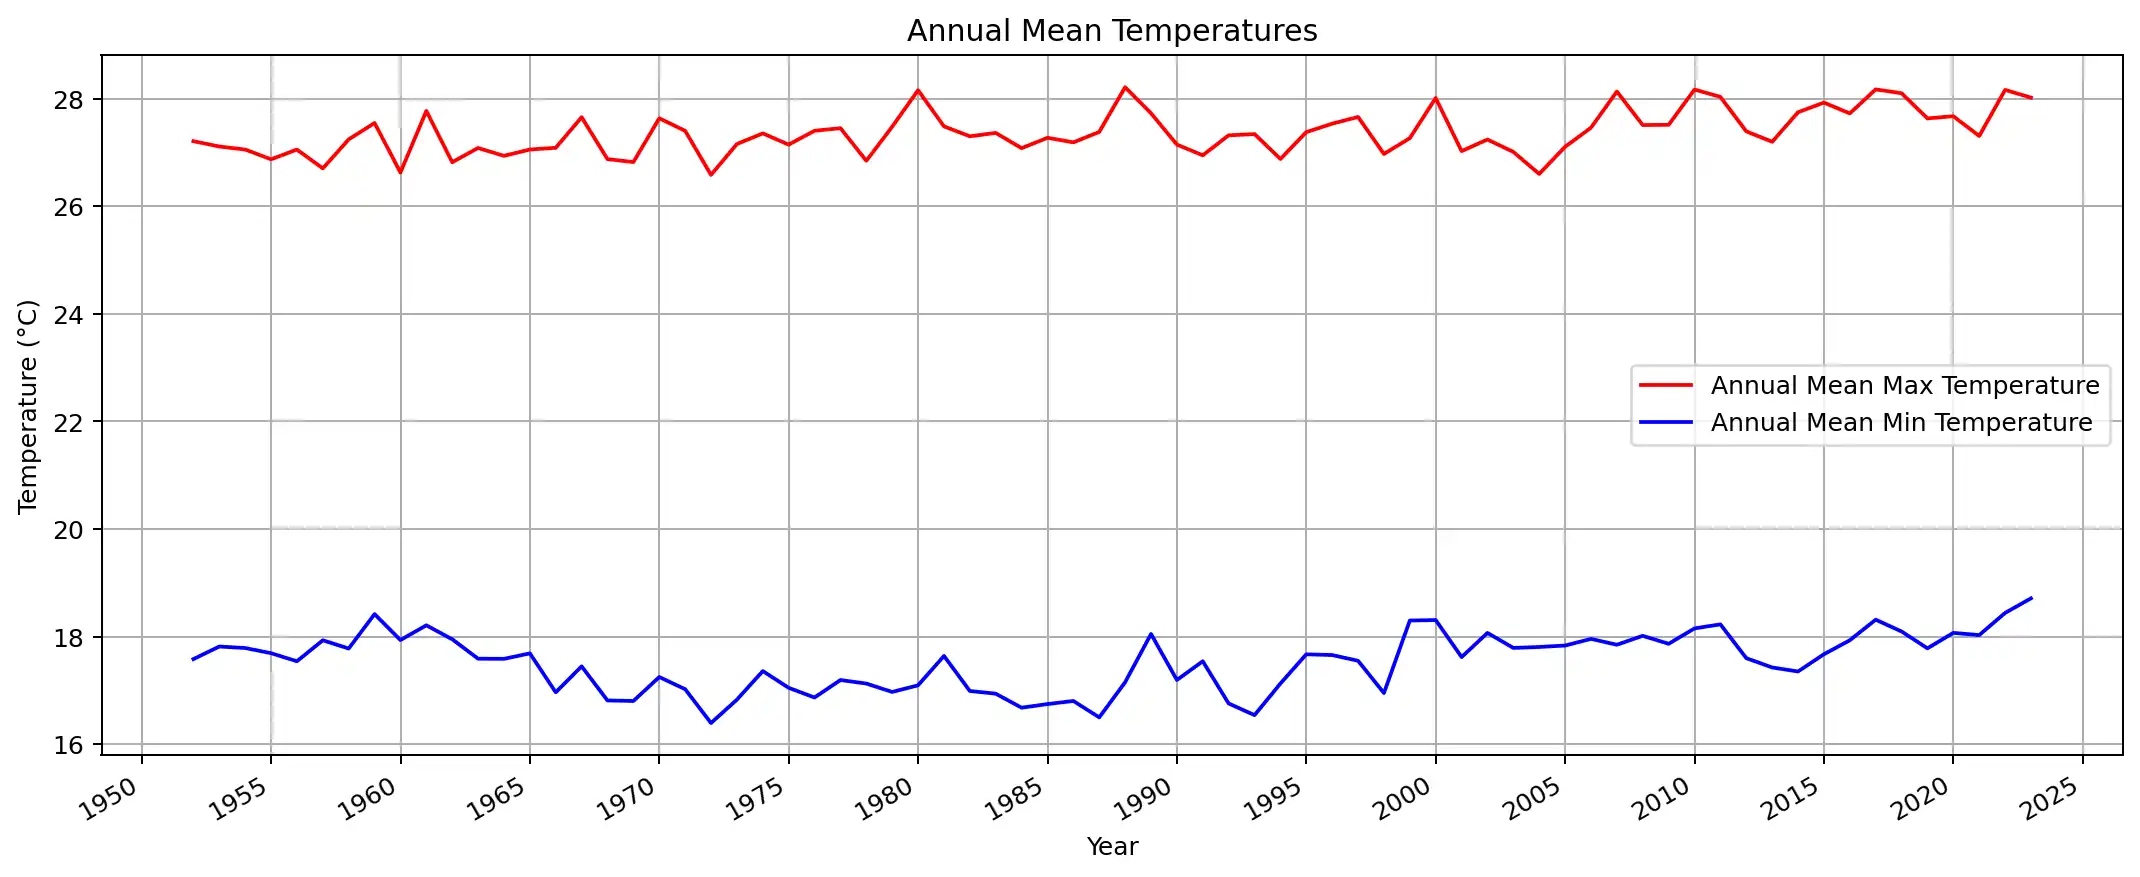 Annual Mean Temperatures
28
26
24
22
20
18
16
Temperature (°C)
Annual Mean Max Temperature
Annual Mean Min Temperature
1950 1955 1960 1965 1970 1975 1980 1985 1990 1995 2000 2005 2010 2015 2020 2025
Year